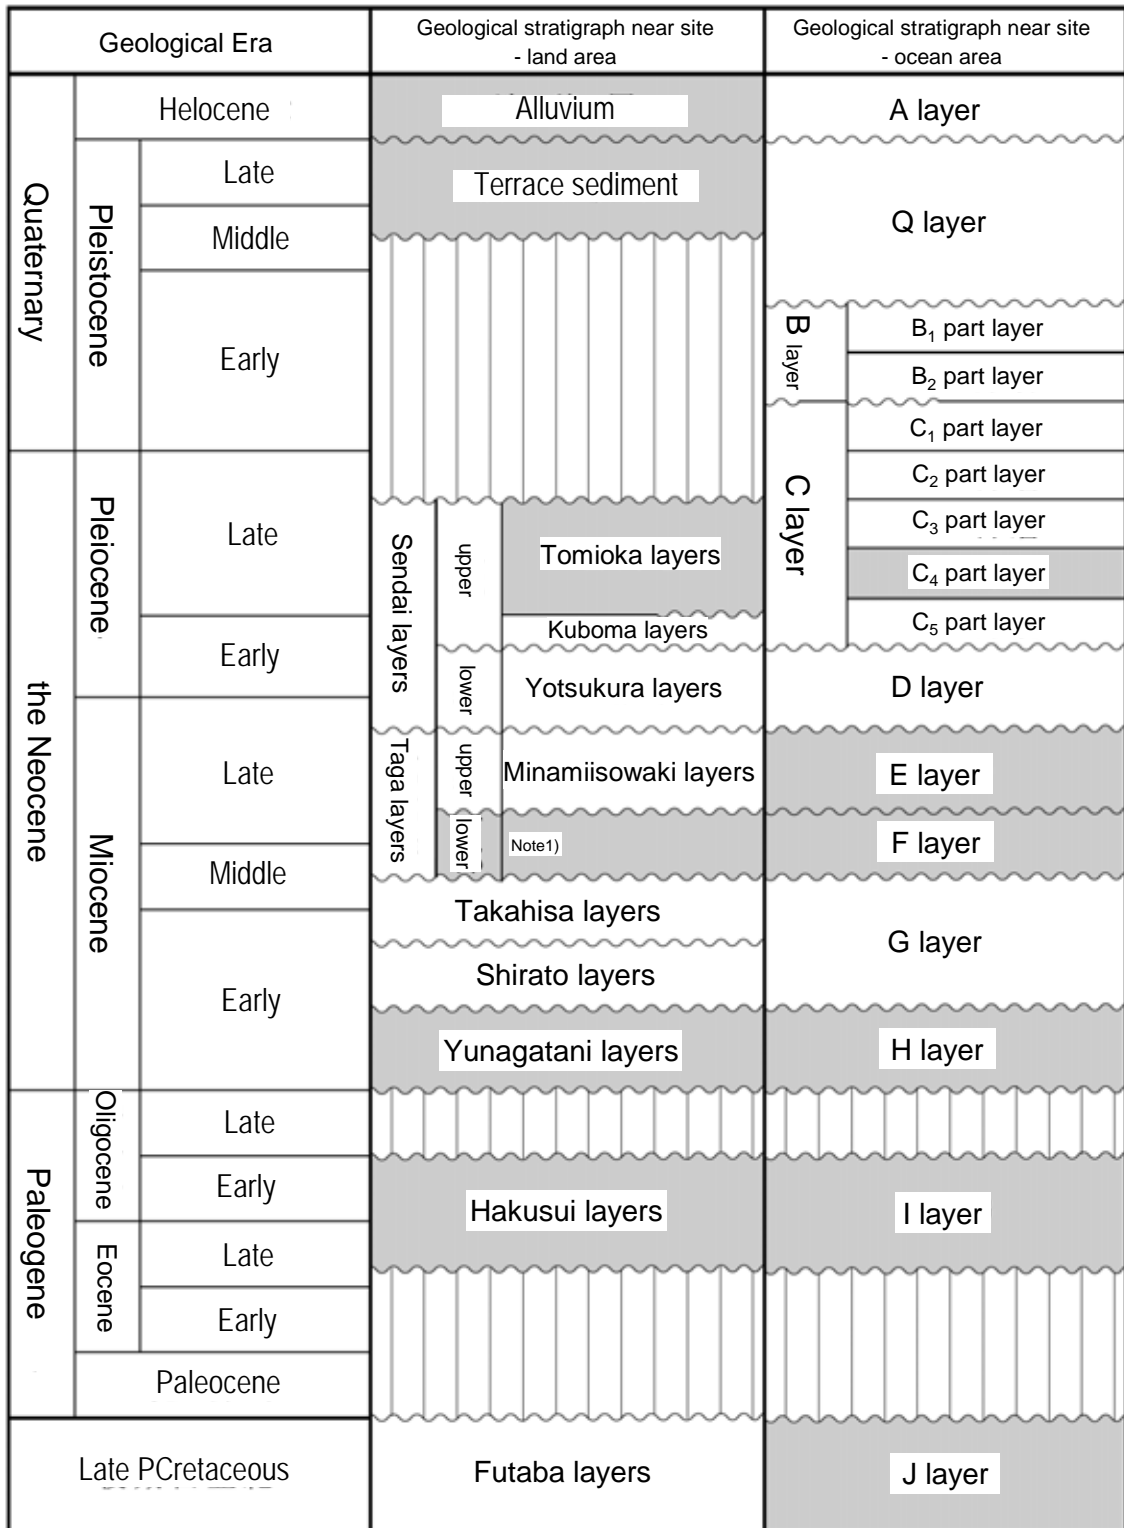 Geological Era
Geological stratigraph near site
- land area
Geological stratigraph near site
- ocean area
Quaternary
Helocene
Alluvium
A layer
Pleistocene
Late
Terrace sediment
Q layer
Middle
Early
B layer
B1 part layer
B2 part layer
C layer
C1 part layer
the Neocene
Pleiocene
Late
Sendai layers
upper
Tomioka layers
C2 part layer
C3 part layer
C4 part layer
Kuboma layers
C5 part layer
Early
lower
Yotsukura layers
D layer
Miocene
Late
Taga layers
upper
Minamiisowaki layers
E layer
lower
Note1)
F layer
Middle
Takahisa layers
G layer
Early
Shirato layers
Yunagatani layers
H layer
Paleogene
Oligocene
Late
Early
Hakusui layers
I layer
Eocene
Late
Early
Paleocene
Late PCretaceous
Futaba layers
J layer